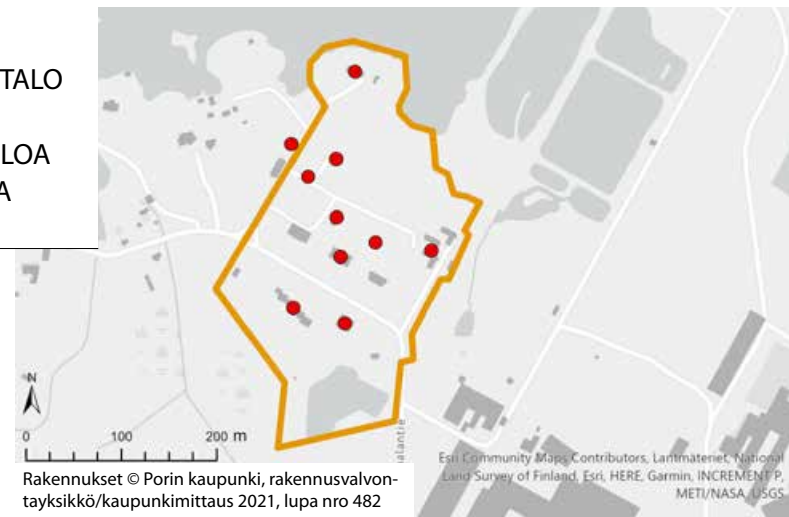 TALO
LOA
A
N
0 100 200 m
alantie
Esri Community Maps Contributors, Lantmäteriet, National
Land Survey of Finland, Esri, HERE, Garmin, INCREMENT P,
METI/NASA, USGS
Rakennukset © Porin kaupunki, rakennusvalvon-
tayksikkö/kaupunkimittaus 2021, lupa nro 482